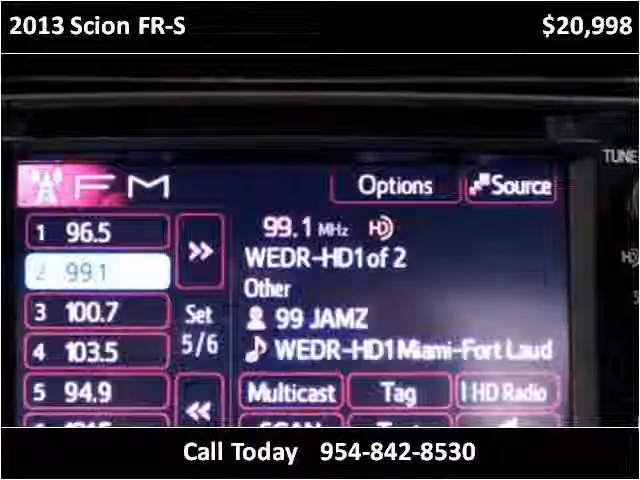 2013 Scion FR-S $20,998
TUNE
FM Options Source
1 96.5 99.1 MHz HD
2 99.1 WEDR-HD1 of 2
Other
3 100.7 Set 99 JAMZ
4 103.5 5/6 WEDR-HD1 Miami-Fort Laud
5 94.9 Multicast Tag HD Radio
Call Today 954-842-8530